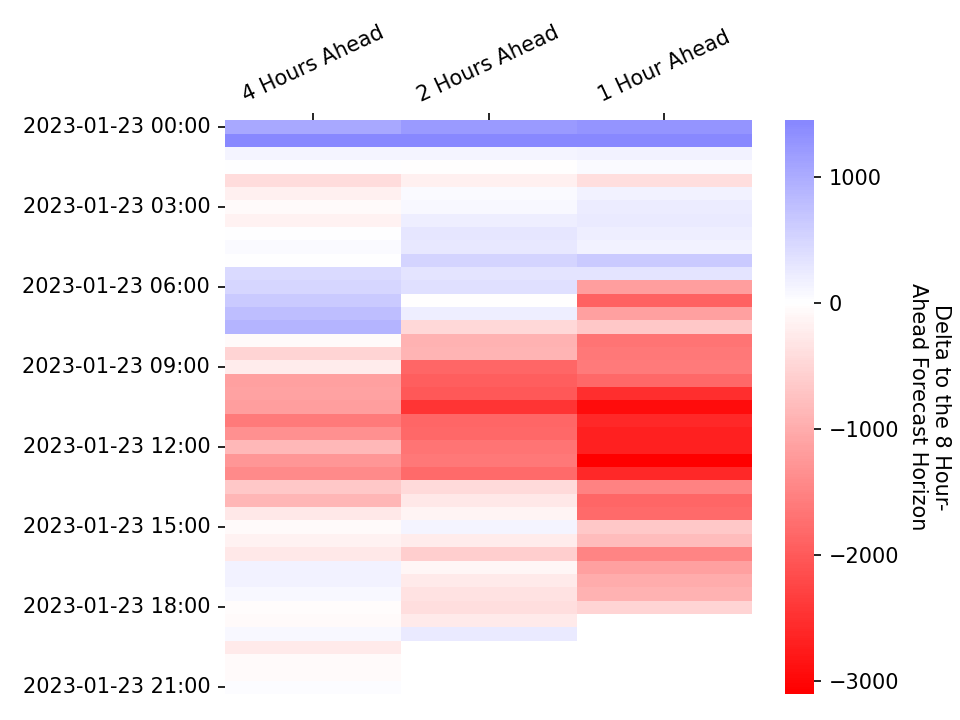 4 Hours Ahead
2 Hours Ahead
1 Hour Ahead
2023-01-23 00:00
2023-01-23 03:00
2023-01-23 06:00
2023-01-23 09:00
2023-01-23 12:00
2023-01-23 15:00
2023-01-23 18:00
2023-01-23 21:00
1000
0
−1000
−2000
−3000
Delta to the 8 Hour-
Ahead Forecast Horizon